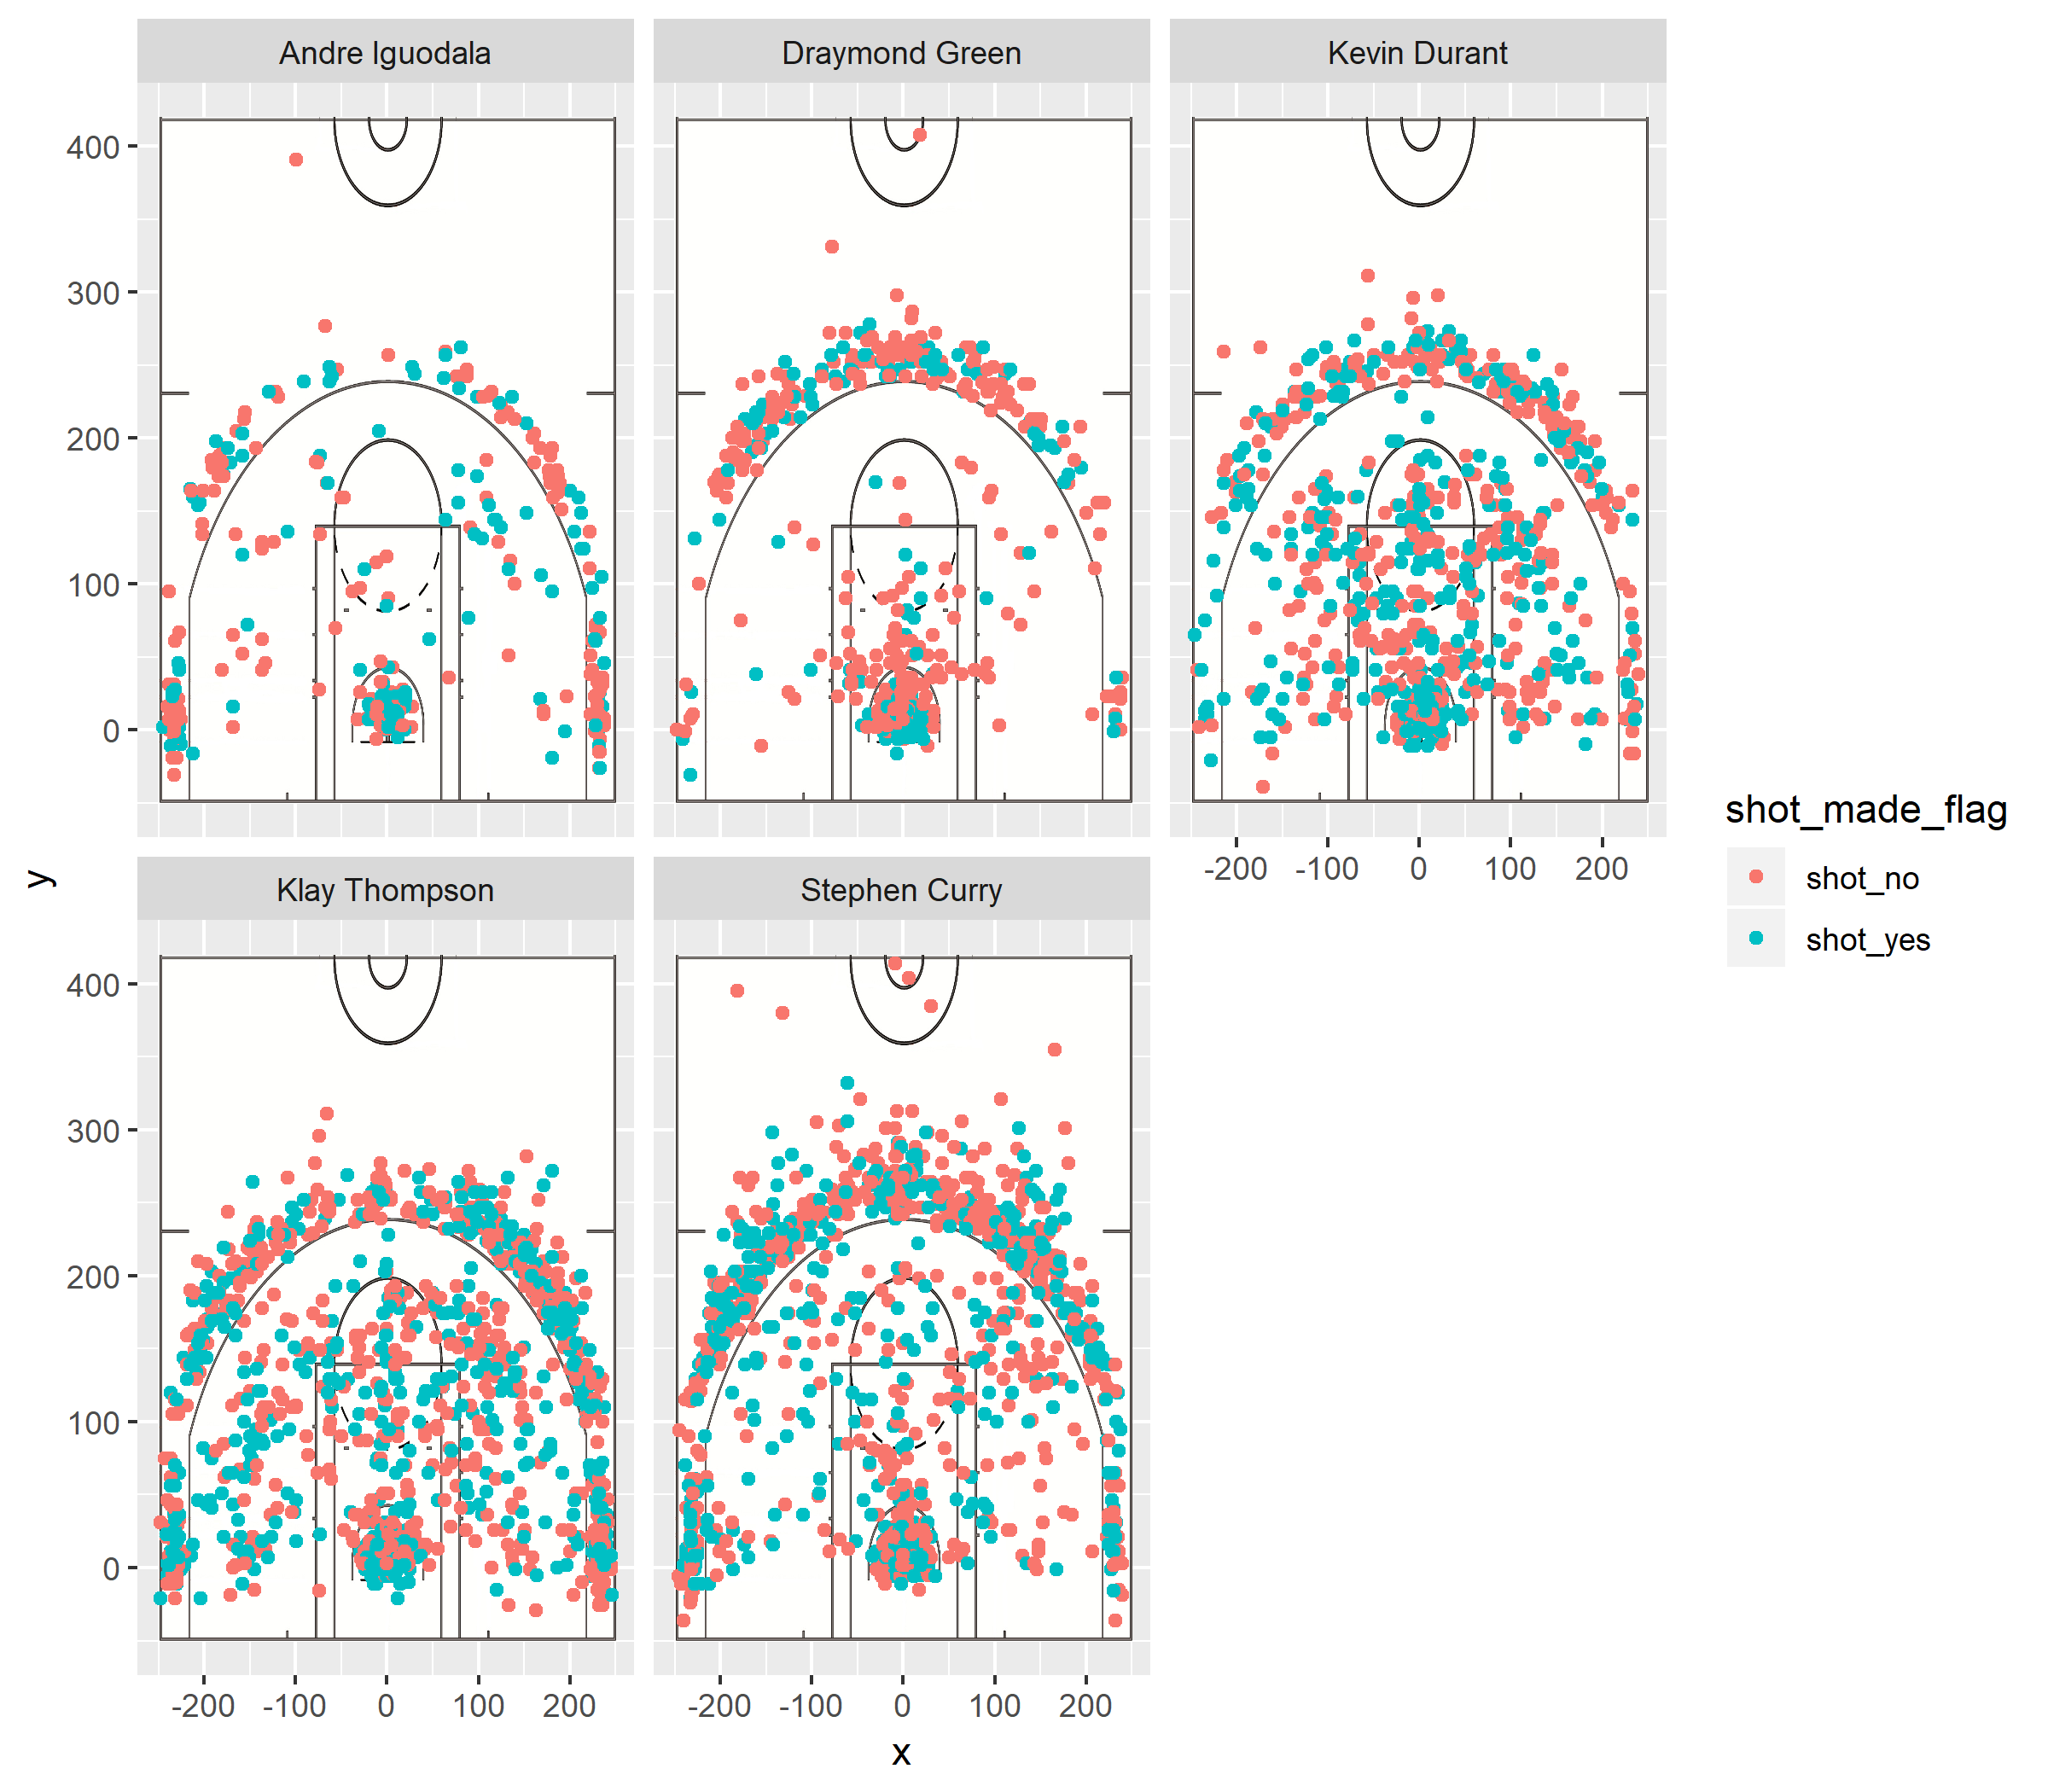 Andre Iguodala
Draymond Green
Kevin Durant
400
300
200
100
0
-200 -100 0 100 200
Klay Thompson
Stephen Curry
400
300
200
100
0
-200 -100 0 100 200
-200 -100 0 100 200
x
y
shot_made_flag
shot_no
shot_yes